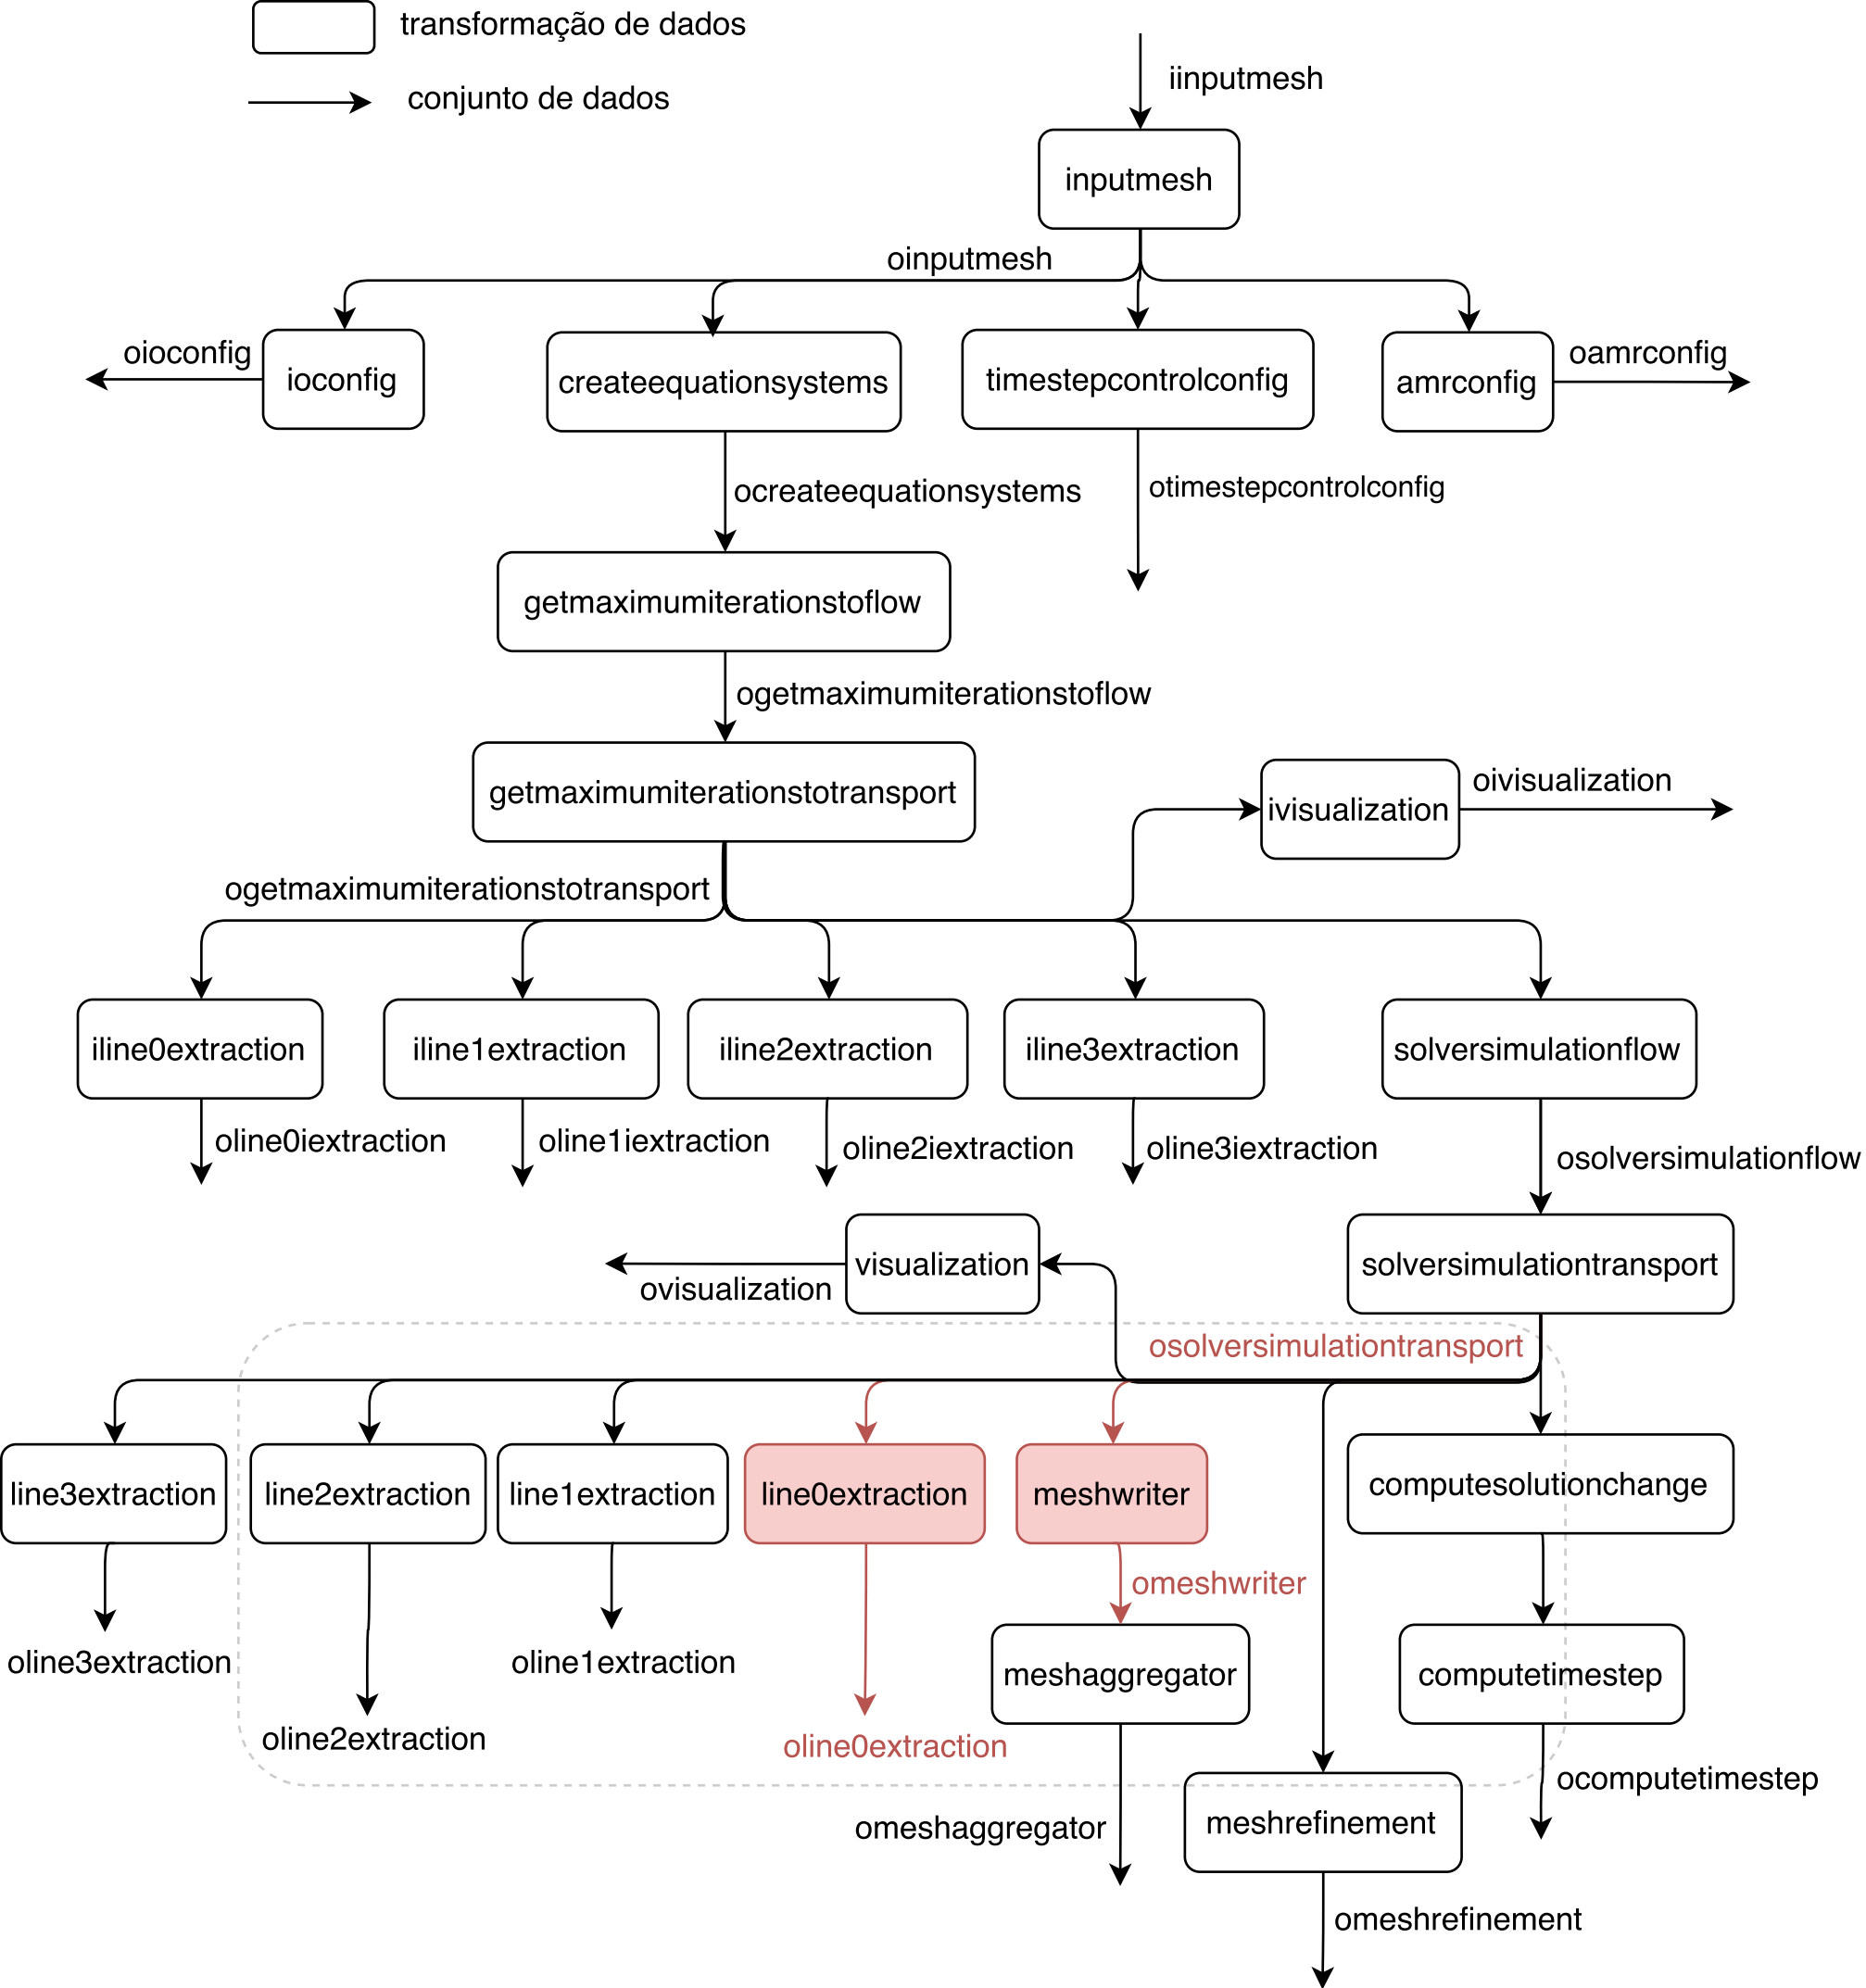 transformação de dados
conjunto de dados
iinputmesh
inputmesh
oinputmesh
oioconfig
ioconfig
createequationsystems
timestepcontrolconfig
amrconfig
oamrconfig
ocreateequationsystems
otimestepcontrolconfig
getmaximumiterationstoflow
ogetmaximumiterationstoflow
getmaximumiterationstotransport
ivisualization
oivisualization
ogetmaximumiterationstotransport
iline0extraction
iline1extraction
iline2extraction
iline3extraction
solversimulationflow
oline0iextraction
oline1iextraction
oline2iextraction
oline3iextraction
osolversimulationflow
visualization
ovisualization
solversimulationtransport
osolversimulationtransport
line3extraction
line2extraction
line1extraction
line0extraction
meshwriter
computesolutionchange
omeshwriter
oline3extraction
oline1extraction
meshaggregator
computetimestep
oline2extraction
oline0extraction
ocomputetimestep
omeshaggregator
meshrefinement
omeshrefinement